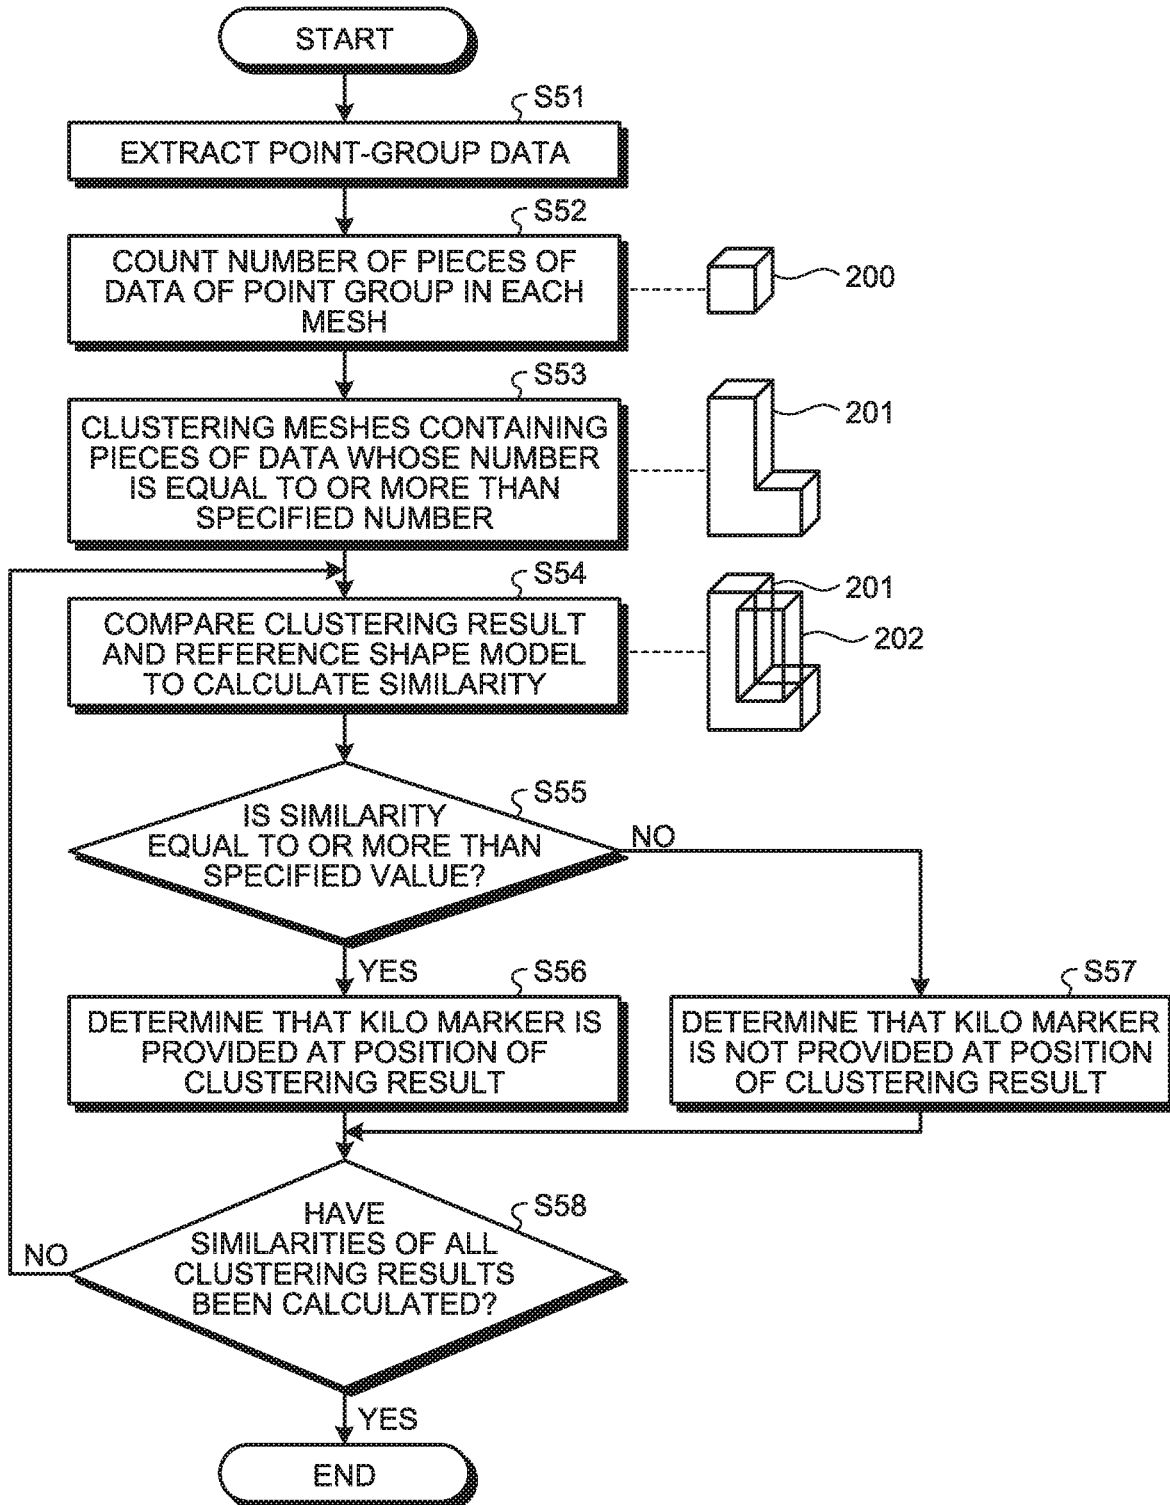 START
S51
EXTRACT POINT-GROUP DATA
S52
COUNT NUMBER OF PIECES OF
DATA OF POINT GROUP IN EACH
MESH
200
S53
CLUSTERING MESHES CONTAINING
PIECES OF DATA WHOSE NUMBER
IS EQUAL TO OR MORE THAN
SPECIFIED NUMBER
201
S54
COMPARE CLUSTERING RESULT
AND REFERENCE SHAPE MODEL
TO CALCULATE SIMILARITY
201
202
S55
IS SIMILARITY
EQUAL TO OR MORE THAN
SPECIFIED VALUE?
NO
YES
S56
DETERMINE THAT KILO MARKER IS
PROVIDED AT POSITION OF
CLUSTERING RESULT
S57
DETERMINE THAT KILO MARKER
IS NOT PROVIDED AT POSITION
OF CLUSTERING RESULT
S58
HAVE
SIMILARITIES OF ALL
CLUSTERING RESULTS
BEEN CALCULATED?
NO
YES
END